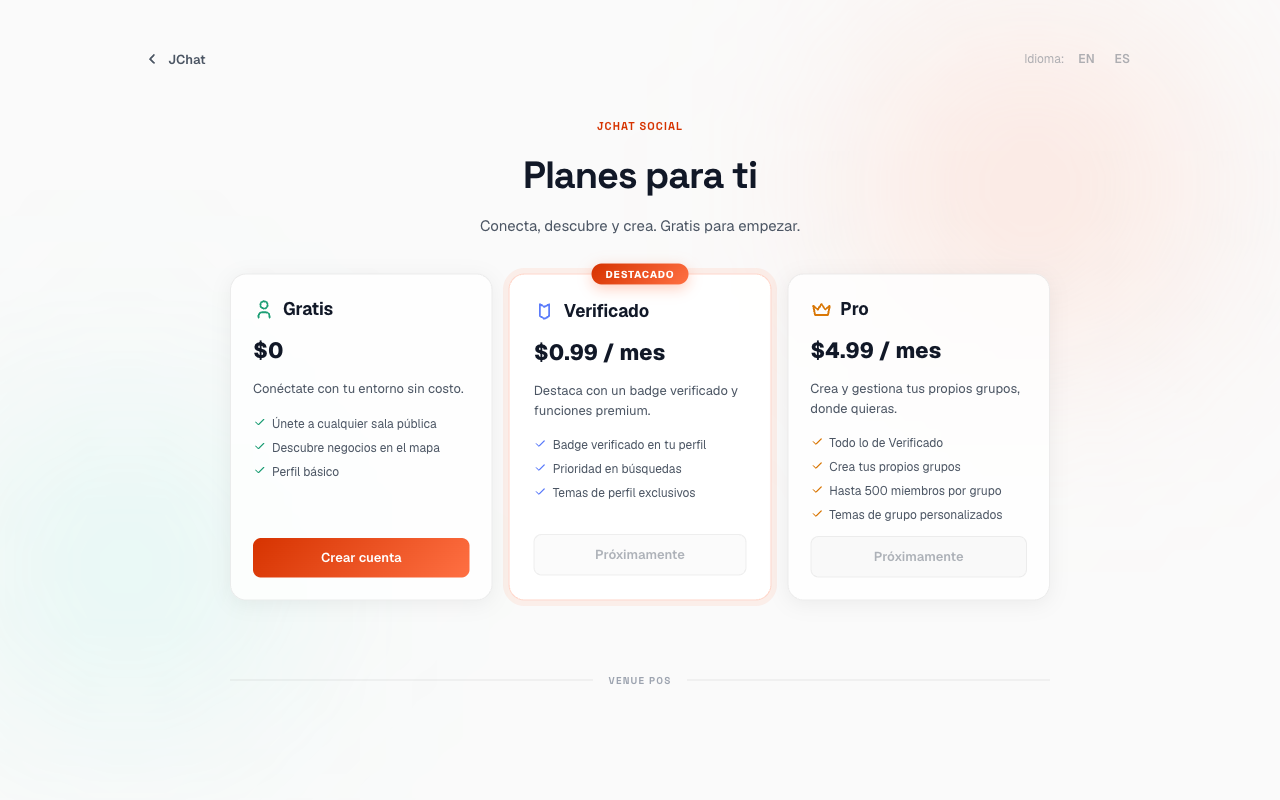 JChat
Idioma: EN ES
JCHAT SOCIAL
Planes para ti
Conecta, descubre y crea. Gratis para empezar.
Gratis
$0
Conéctate con tu entorno sin costo.
Únete a cualquier sala pública
Descubre negocios en el mapa
Perfil básico
Crear cuenta
DESTACADO
Verificado
$0.99 / mes
Destaca con un badge verificado y
funciones premium.
Badge verificado en tu perfil
Prioridad en búsquedas
Temas de perfil exclusivos
Próximamente
Pro
$4.99 / mes
Crea y gestiona tus propios grupos,
donde quieras.
Todo lo de Verificado
Crea tus propios grupos
Hasta 500 miembros por grupo
Temas de grupo personalizados
Próximamente
VENUE POS